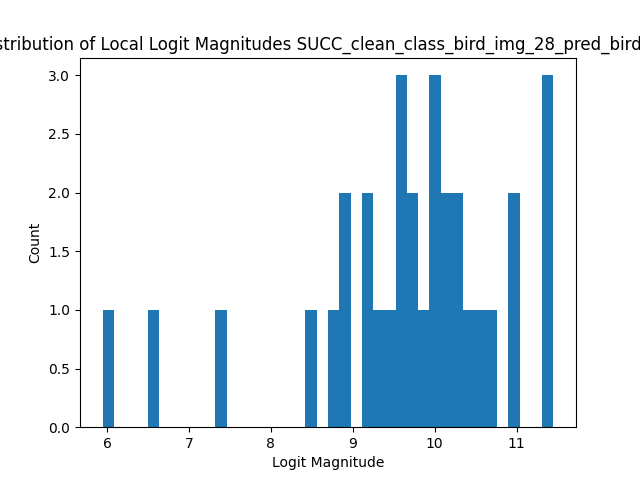 stribution of Local Logit Magnitudes SUCC_clean_class_bird_img_28_pred_bird
3.0
2.5
2.0
1.5
1.0
0.5
0.0
Count
6 7 8 9 10 11
Logit Magnitude